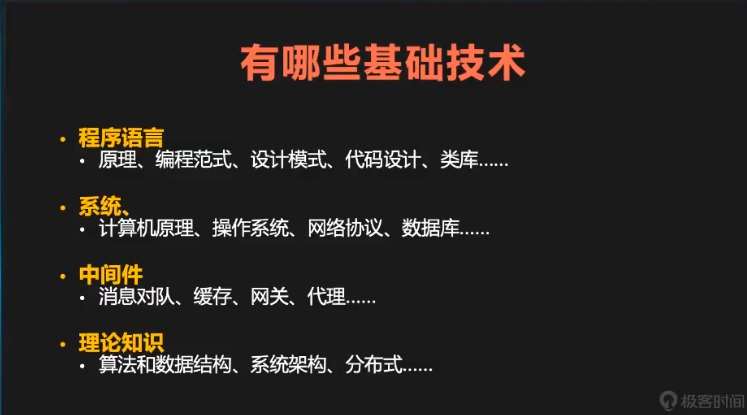 有哪些基础技术
• 程序语言
• 原理、编程范式、设计模式、代码设计、类库……
• 系统、
• 计算机原理、操作系统、网络协议、数据库……
• 中间件
• 消息对队、缓存、网关、代理……
• 理论知识
• 算法和数据结构、系统架构、分布式……
极客时间